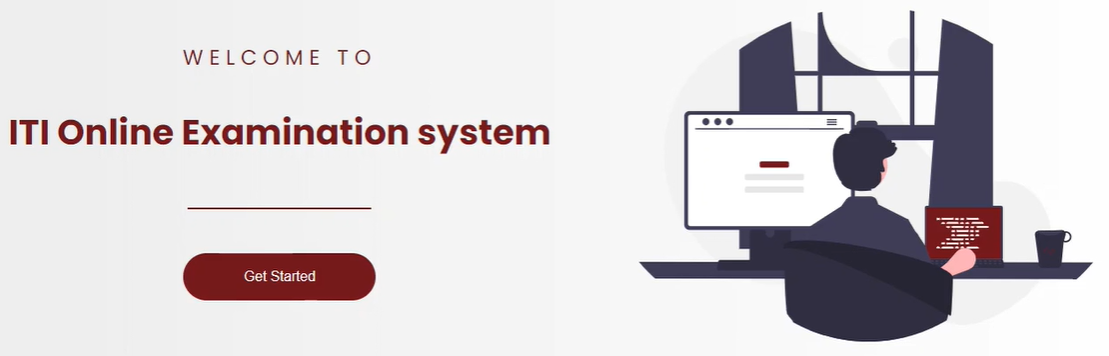 WELCOME TO
ITI Online Examination system
Get Started